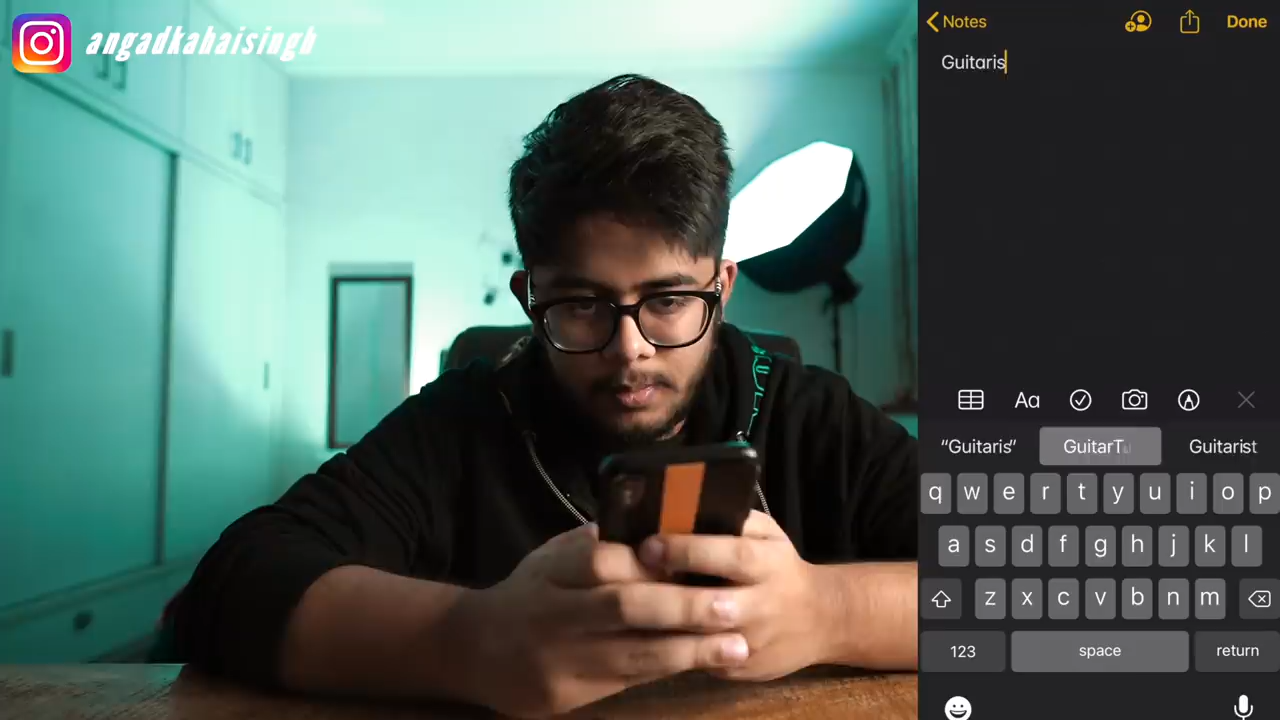 angadkahaisingh
Notes
Done
Guitaris
Aa
"Guitaris"
GuitarT
Guitarist
q w e r t y u i o p
a s d f g h j k l
z x c v b n m
123
space
return